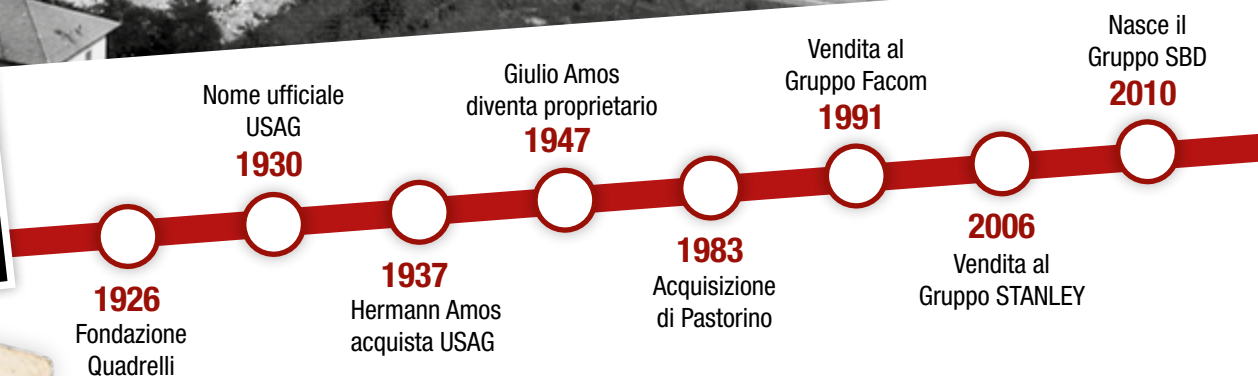 1926
Fondazione
Quadrelli
Nome ufficiale
USAG
1930
1937
Hermann Amos
acquista USAG
Giulio Amos
diventa proprietario
1947
1983
Acquisizione
di Pastorino
Vendita al
Gruppo Facom
1991
2006
Vendita al
Gruppo STANLEY
Nasce il
Gruppo SBD
2010